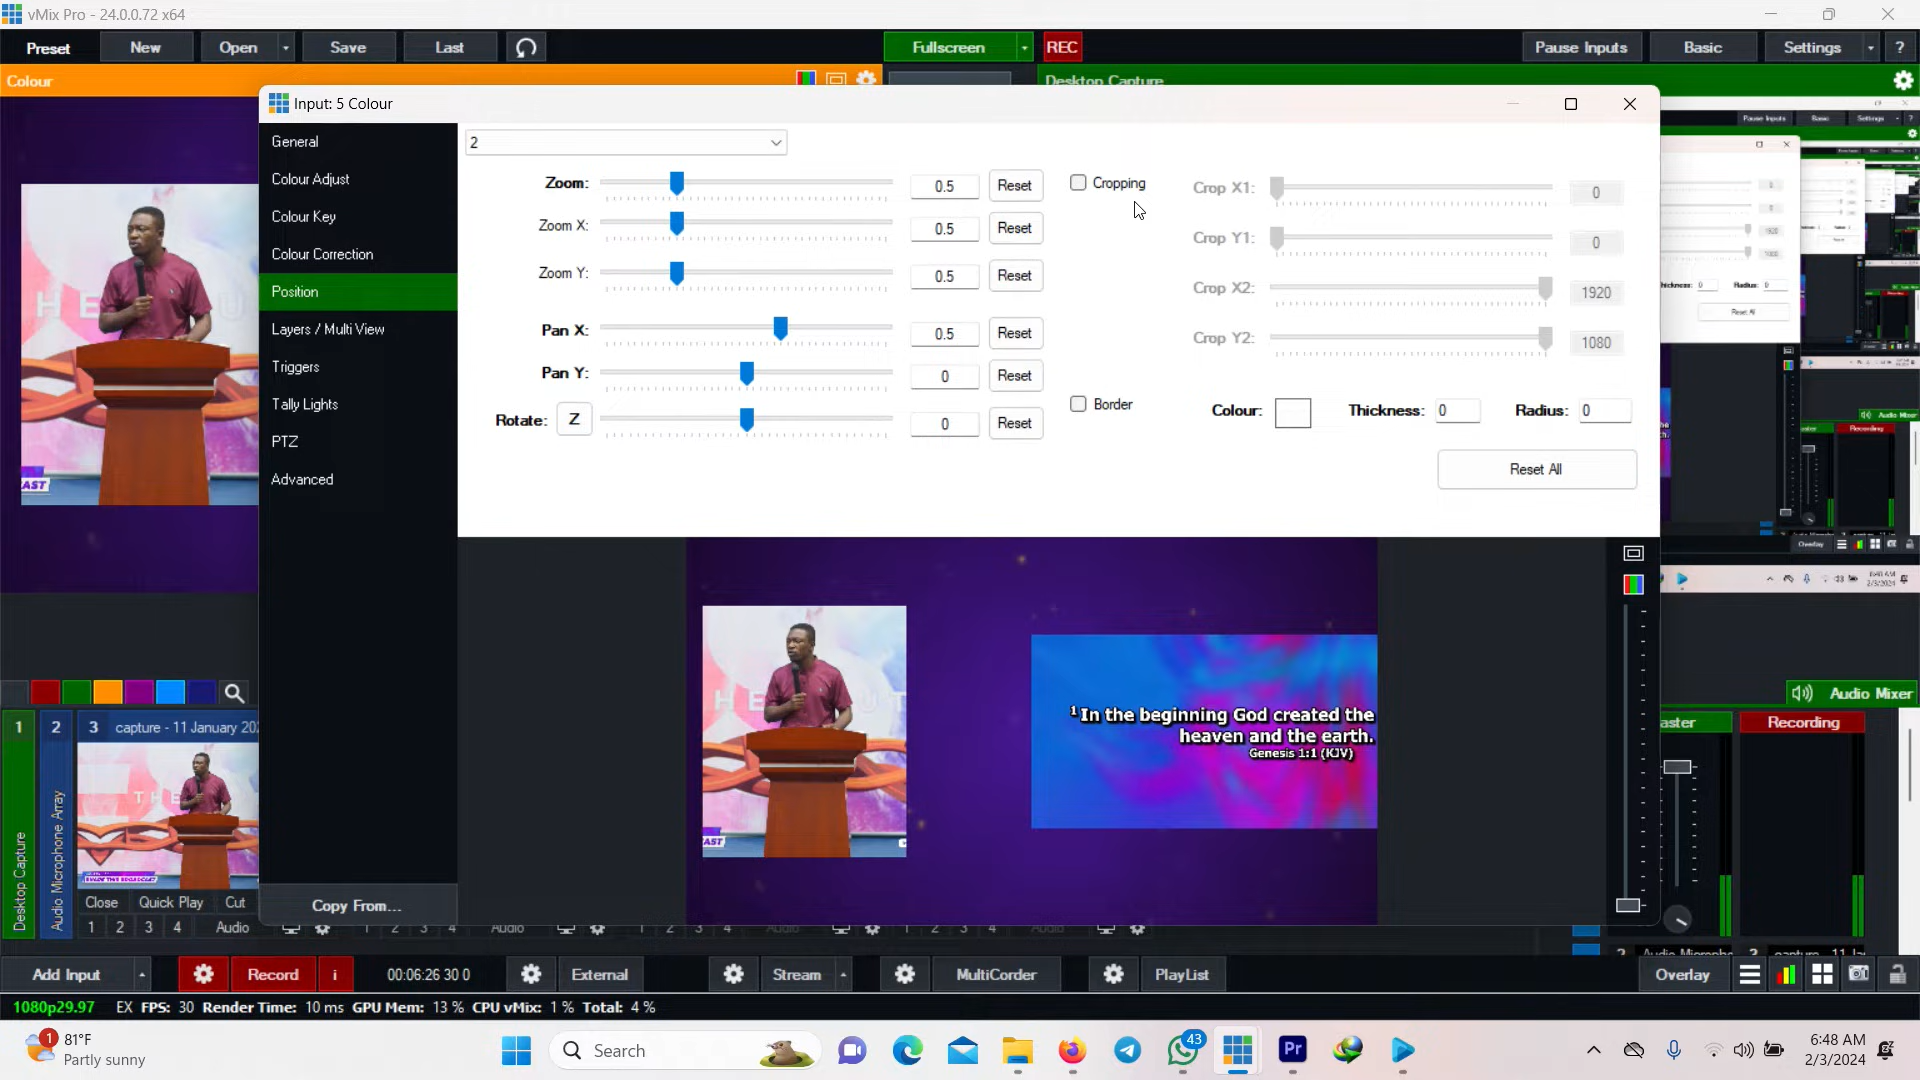 vMix Pro - 24.0.0.72 x64
Preset New Open Save Last Fullscreen REC Pause Inputs Basic Settings ?
Colour
Desktop Capture
Input: 5 Colour
General
Colour Adjust
Colour Key
Colour Correction
Position
Layers / Multi View
Triggers
Tally Lights
PTZ
Advanced
Copy From...
2
Zoom: 0.5 Reset
Zoom X: 0.5 Reset
Zoom Y: 0.5 Reset
Pan X: 0.5 Reset
Pan Y: 0 Reset
Rotate: Z 0 Reset
Cropping
Crop X1: 0
Crop Y1: 0
Crop X2: 1920
Crop Y2: 1080
Border
Colour: Thickness: 0 Radius: 0
Reset All
1 In the beginning God created the
heaven and the earth.
Genesis 1:1 (KJV)
Audio Mixer
Recording
1 2 3 capture - 11 January 202
Desktop Capture
Audio Microphone Array
Close Quick Play Cut
1 2 3 4 Audio
Add Input Record i 00:06:26 30 0 External Stream MultiCorder PlayList Overlay
1080p29.97 EX FPS: 30 Render Time: 10 ms GPU Mem: 13 % CPU vMix: 1 % Total: 4 %
1
81°F
Partly sunny
Search
43
Pr
6:48 AM
2/3/2024